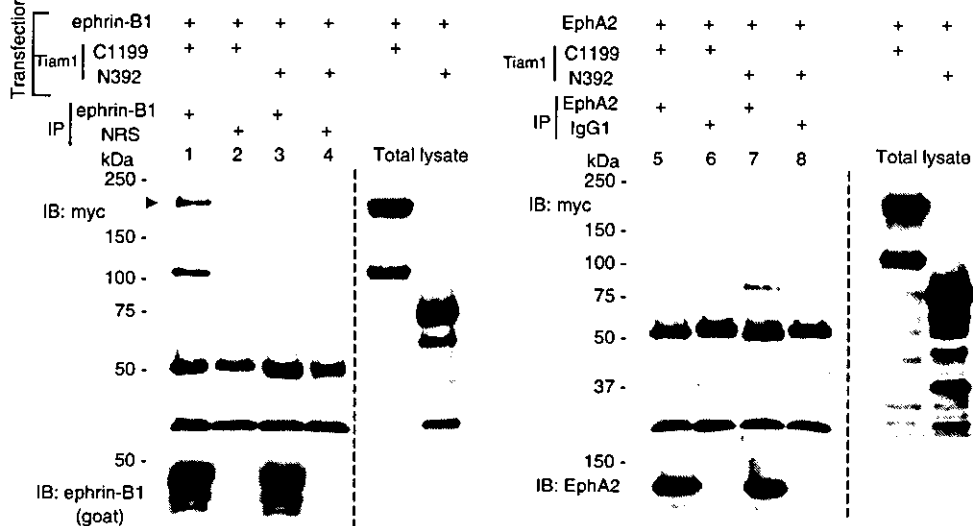 Transfection
ephrin-B1 + + + + + +
Tiam1 C1199 + + +
N392 + + +
IP ephrin-B1 + +
NRS + +
kDa 1 2 3 4 Total lysate
250 -
IB: myc
150 -
100 -
75 -
50 -
50 -
IB: ephrin-B1
(goat)
EphA2 + + + + + +
Tiam1 C1199 + + +
N392 + + +
IP EphA2 + +
IgG1 + +
kDa 5 6 7 8 Total lysate
250 -
IB: myc
150 -
100 -
75 -
50 -
37 -
150 -
IB: EphA2